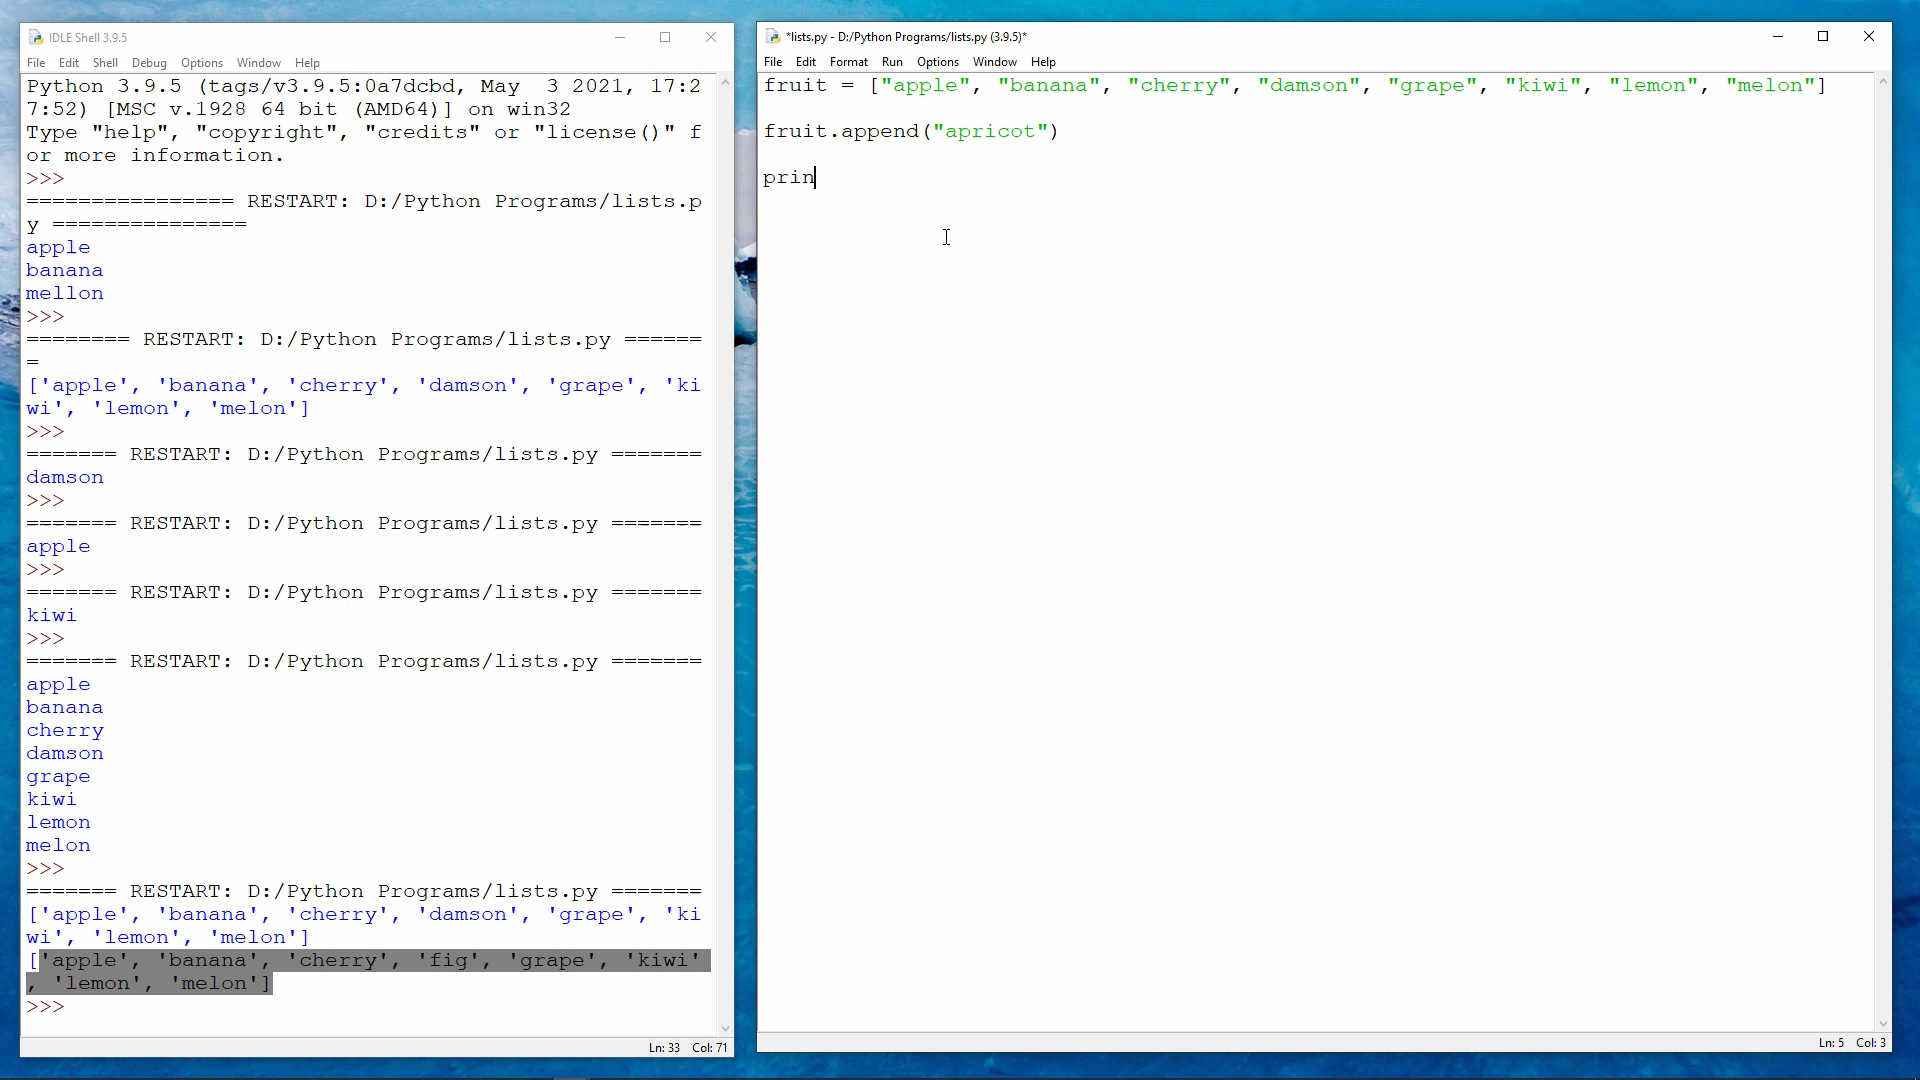 IDLE Shell 3.9.5
File Edit Shell Debug Options Window Help
Python 3.9.5 (tags/v3.9.5:0a7dcbd, May  3 2021, 17:2
7:52) [MSC v.1928 64 bit (AMD64)] on win32
Type "help", "copyright", "credits" or "license()" f
or more information.
>>>
================ RESTART: D:/Python Programs/lists.p
y ===============
apple
banana
mellon
>>>
======== RESTART: D:/Python Programs/lists.py ======
=
['apple', 'banana', 'cherry', 'damson', 'grape', 'ki
wi', 'lemon', 'melon']
>>>
======= RESTART: D:/Python Programs/lists.py =======
damson
>>>
======= RESTART: D:/Python Programs/lists.py =======
apple
>>>
======= RESTART: D:/Python Programs/lists.py =======
kiwi
>>>
======= RESTART: D:/Python Programs/lists.py =======
apple
banana
cherry
damson
grape
kiwi
lemon
melon
>>>
======= RESTART: D:/Python Programs/lists.py =======
['apple', 'banana', 'cherry', 'damson', 'grape', 'ki
wi', 'lemon', 'melon']
['apple', 'banana', 'cherry', 'fig', 'grape', 'kiwi'
, 'lemon', 'melon']
>>>
Ln: 33 Col: 71
*lists.py - D:/Python Programs/lists.py (3.9.5)*
File Edit Format Run Options Window Help
fruit = ["apple", "banana", "cherry", "damson", "grape", "kiwi", "lemon", "melon"]
fruit.append("apricot")
prin
Ln: 5 Col: 3